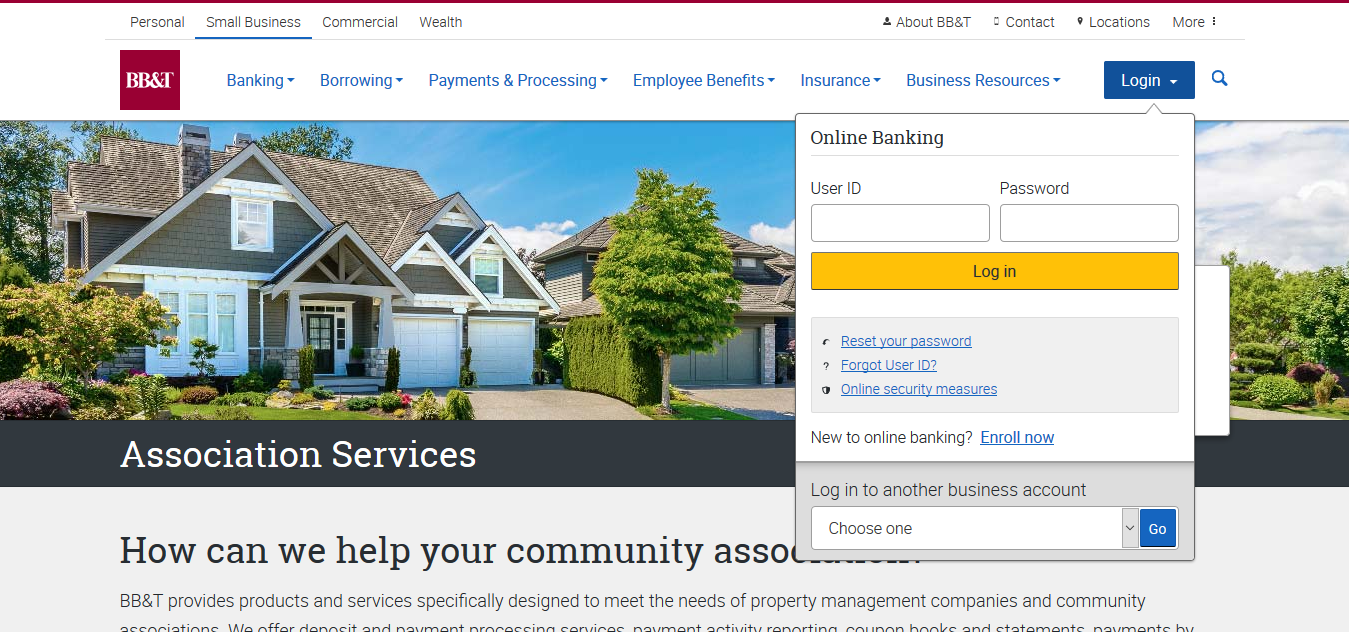 Personal Small Business Commercial Wealth About BB&T Contact Locations More
BB&T Banking Borrowing Payments & Processing Employee Benefits Insurance Business Resources Login
Online Banking
User ID Password
Log in
Reset your password
? Forgot User ID?
Online security measures
New to online banking? Enroll now
Log in to another business account
Choose one Go
Association Services
How can we help your community association?
BB&T provides products and services specifically designed to meet the needs of property management companies and community
associations. We offer deposit and payment processing services, payment activity reporting, coupon books and statements, payments by